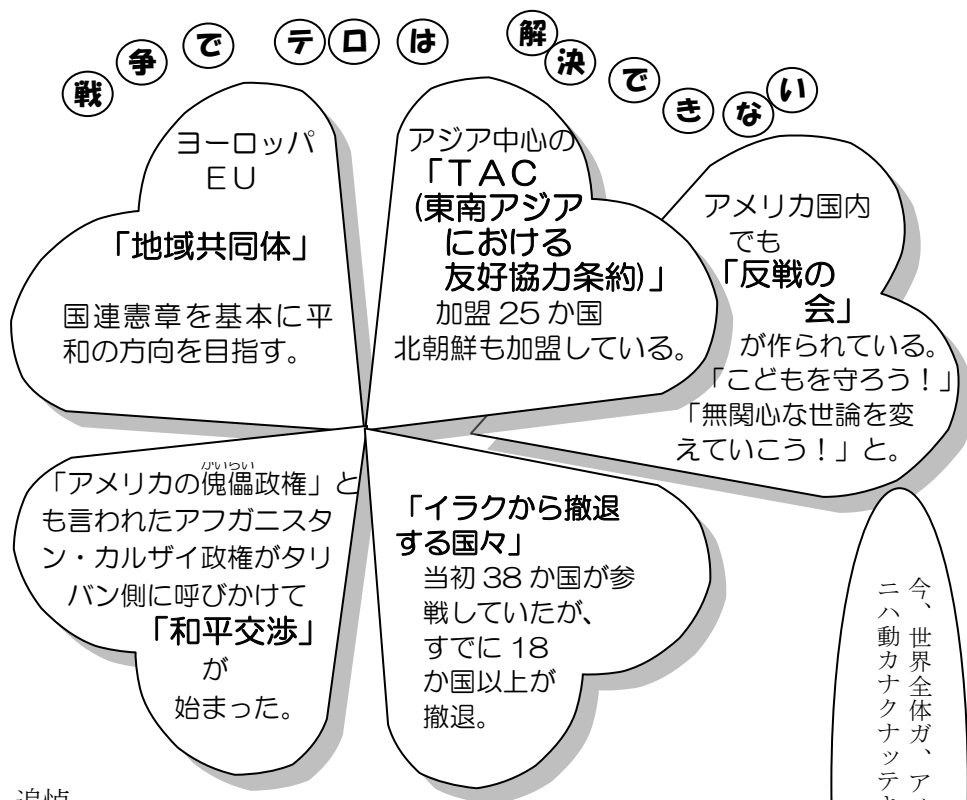 戦争でテロは解決できない
ヨーロッパ
EU
「地域共同体」
国連憲章を基本に平
和の方向を目指す。
アジア中心の
「TAC
(東南アジア
における
友好協力条約)」
加盟 25 か国
北朝鮮も加盟している。
アメリカ国内
でも
「反戦の
会」
が作られている。
「こどもを守ろう!」
「無関心な世論を変
えていこう!」と。
かいらい
「アメリカの傀儡政権」と
も言われたアフガニスタ
ン・カルザイ政権がタリ
バン側に呼びかけて
「和平交渉」
が
始まった。
「イラクから撤退
する国々」
当初 38 か国が参
戦していたが、
すでに 18
か国以上が
撤退。
今、世界全体ガ、ア
ニハ動カナクナッテ
追悼